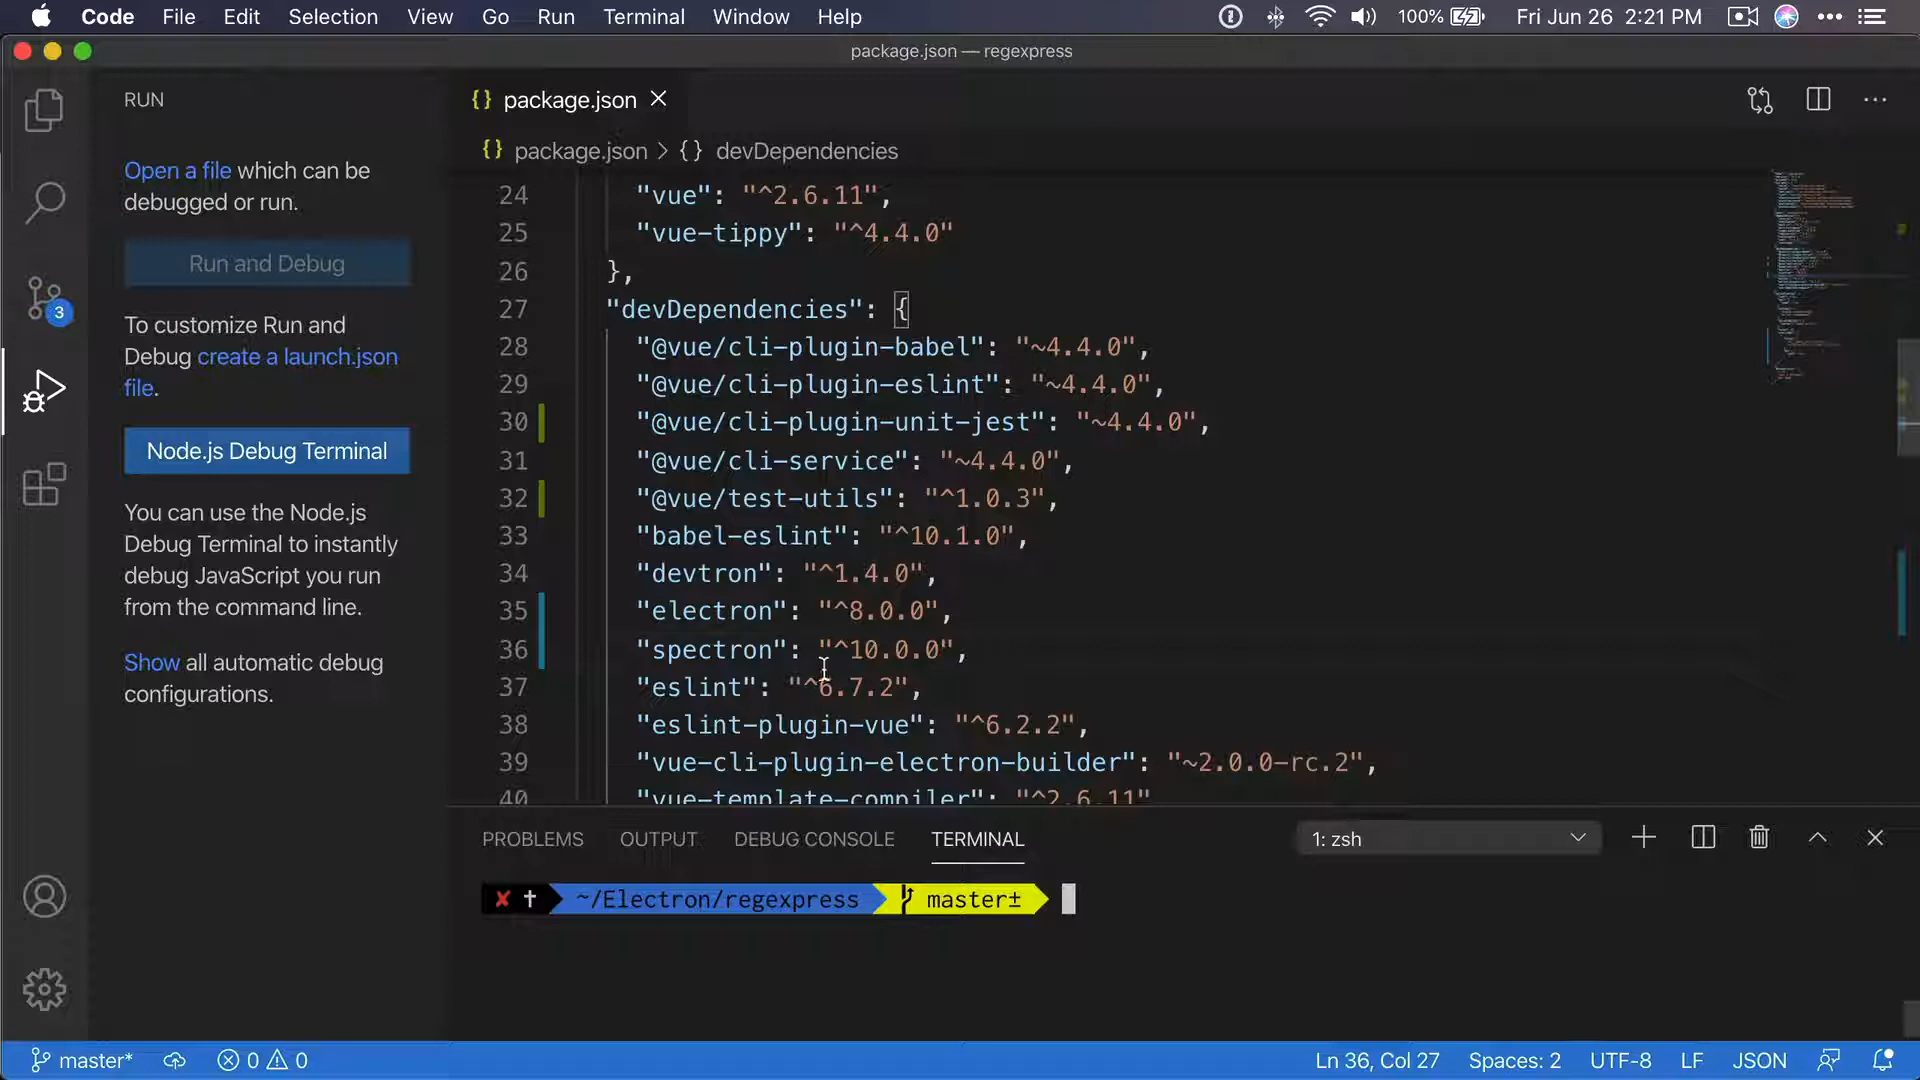 Code File Edit Selection View Go Run Terminal Window Help 100% Fri Jun 26 2:21 PM
package.json — regexpress
RUN
{} package.json
Open a file which can be
debugged or run.
Run and Debug
To customize Run and
Debug create a launch.json
file.
Node.js Debug Terminal
You can use the Node.js
Debug Terminal to instantly
debug JavaScript you run
from the command line.
Show all automatic debug
configurations.
3
{} package.json > {} devDependencies
24 "vue": "^2.6.11",
25 "vue-tippy": "^4.4.0"
26 },
27 "devDependencies": {
28 "@vue/cli-plugin-babel": "~4.4.0",
29 "@vue/cli-plugin-eslint": "~4.4.0",
30 "@vue/cli-plugin-unit-jest": "~4.4.0",
31 "@vue/cli-service": "~4.4.0",
32 "@vue/test-utils": "^1.0.3",
33 "babel-eslint": "^10.1.0",
34 "devtron": "^1.4.0",
35 "electron": "^8.0.0",
36 "spectron": "^10.0.0",
37 "eslint": "^6.7.2",
38 "eslint-plugin-vue": "^6.2.2",
39 "vue-cli-plugin-electron-builder": "~2.0.0-rc.2",
40 "vue-template-compiler": "^2.6.11"
PROBLEMS OUTPUT DEBUG CONSOLE TERMINAL 1: zsh
✘ † ~/Electron/regexpress master±
master* 0 0 Ln 36, Col 27 Spaces: 2 UTF-8 LF JSON